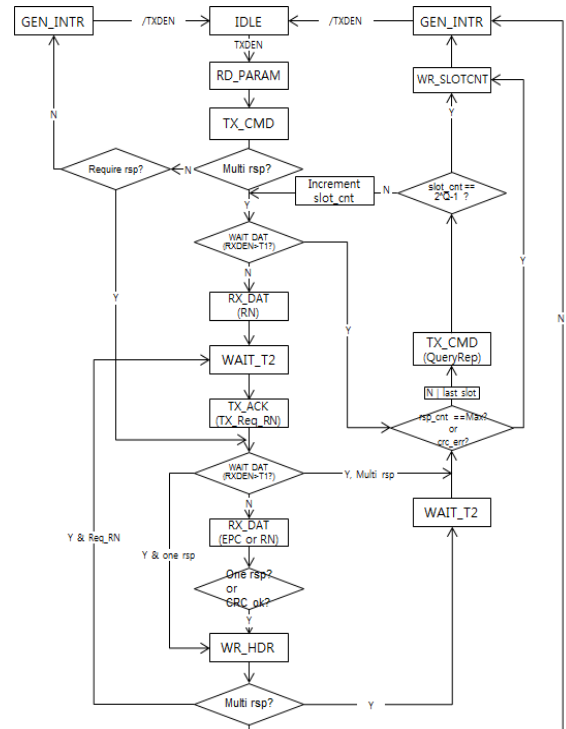 GEN_INTR
/TXDEN
IDLE
/TXDEN
GEN_INTR
TXDEN
RD_PARAM
WR_SLOTCNT
TX_CMD
N
Y
Require rsp?
N
Multi rsp?
Increment
slot_cnt
N
slot_cnt ==
2^Q-1 ?
Y
WAIT DAT
(RXDEN>T1?)
Y
N
RX_DAT
(RN)
Y
Y
N
WAIT_T2
TX_CMD
(QueryRep)
TX_ACK
(TX_Req_RN)
N | last slot
rsp_cnt ==Max?
or
crc_err?
WAIT DAT
(RXDEN>T1?)
Y, Multi rsp
N
WAIT_T2
RX_DAT
(EPC or RN)
Y & Req_RN
Y & one rsp
One rsp?
or
CRC ok?
Y
WR_HDR
Multi rsp?
Y